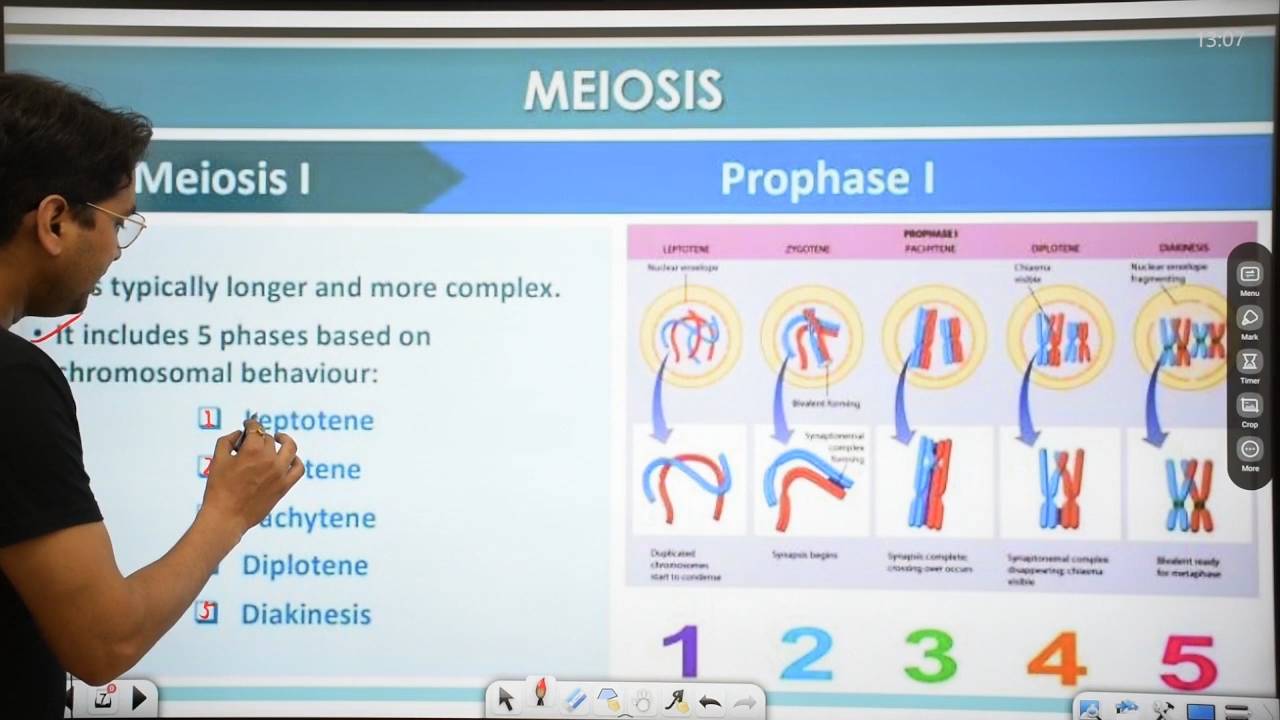 13:07
MEIOSIS
Meiosis I
Prophase I
s typically longer and more complex.
• It includes 5 phases based on
chromosomal behaviour:
1 Leptotene
2 tene
achytene
Diplotene
5 Diakinesis
PROPHASE I
LEPTOTENE ZYGOTENE PACHYTENE DIPLOTENE DIAKINESIS
Nuclear envelope
Chiasma
visible
Nuclear envelope
fragmenting
Bivalent forming
Synaptonemal
complex
forming
Duplicated
chromosomes
start to condense
Synapsis begins
Synapsis complete;
crossing over occurs
Synaptonemal complex
disappearing; chiasma
visible
Bivalent ready
for metaphase
1 2 3 4 5
Menu
Mark
Timer
Crop
More
7